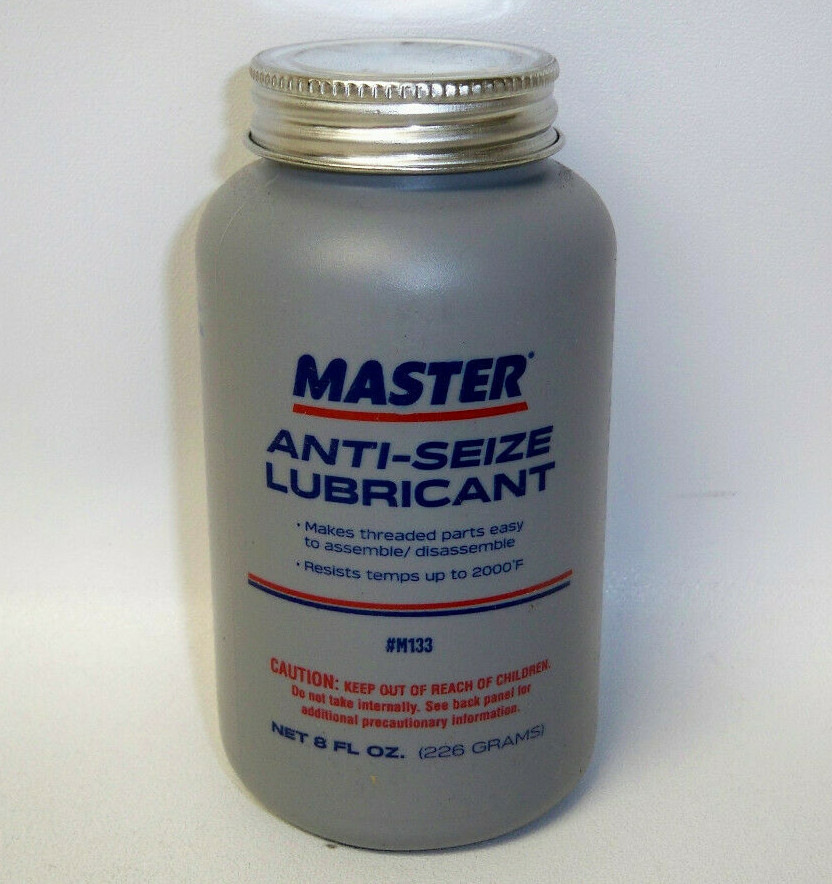 MASTER
ANTI-SEIZE
LUBRICANT
• Makes threaded parts easy
to assemble/ disassemble
• Resists temps up to 2000°F
#M133
CAUTION: KEEP OUT OF REACH OF CHILDREN.
Do not take internally. See back panel for
additional precautionary information.
NET 8 FL OZ. (226 GRAMS)